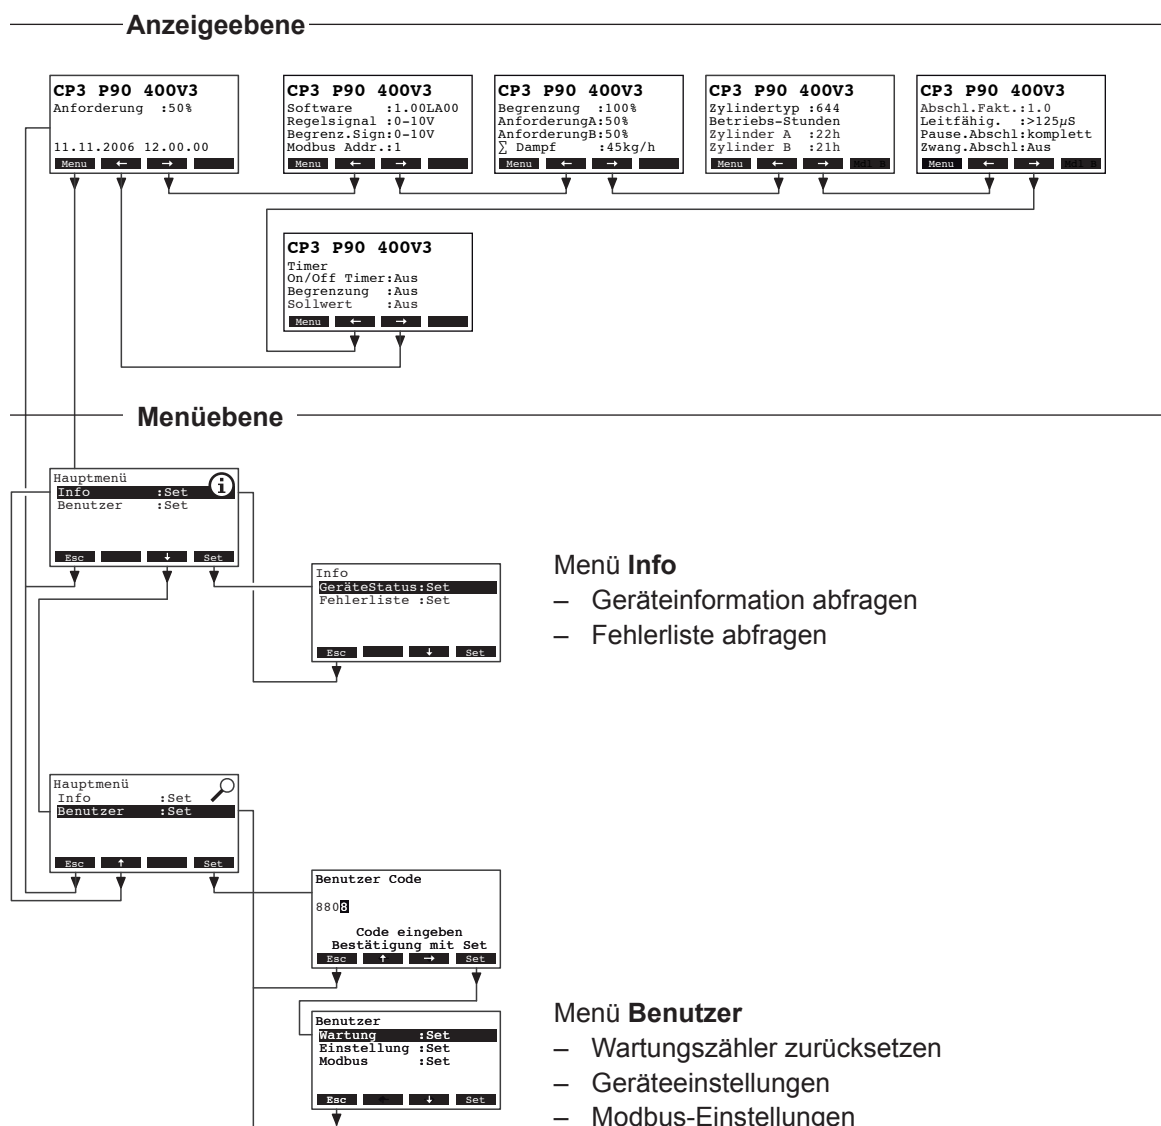 Anzeigeebene
CP3 P90 400V3
Anforderung :50%
11.11.2006 12.00.00
Menu ← →
CP3 P90 400V3
Software :1.00LA00
Regelsignal :0-10V
Begrenz.Sign:0-10V
Modbus Addr.:1
Menu ← →
CP3 P90 400V3
Begrenzung :100%
AnforderungA:50%
AnforderungB:50%
∑ Dampf :45kg/h
Menu ← →
CP3 P90 400V3
Zylindertyp :644
Betriebs-Stunden
Zylinder A :22h
Zylinder B :21h
Menu ← → Mdl B
CP3 P90 400V3
Abschl.Fakt.:1.0
Leitfähig. :>125µS
Pause.Abschl:komplett
Zwang.Abschl:Aus
Menu ← → Mdl B
CP3 P90 400V3
Timer
On/Off Timer:Aus
Begrenzung :Aus
Sollwert :Aus
Menu ← →
Menüebene
Hauptmenü
Info :Set
Benutzer :Set
Esc ↓ Set
Info
GeräteStatus:Set
Fehlerliste :Set
Esc ↓ Set
Menü Info
– Geräteinformation abfragen
– Fehlerliste abfragen
Hauptmenü
Info :Set
Benutzer :Set
Esc ↑ Set
Benutzer Code
8808
Code eingeben
Bestätigung mit Set
Esc ↑ → Set
Benutzer
Wartung :Set
Einstellung :Set
Modbus :Set
Esc ← ↓ Set
Menü Benutzer
– Wartungszähler zurücksetzen
– Geräteeinstellungen
– Modbus-Einstellungen